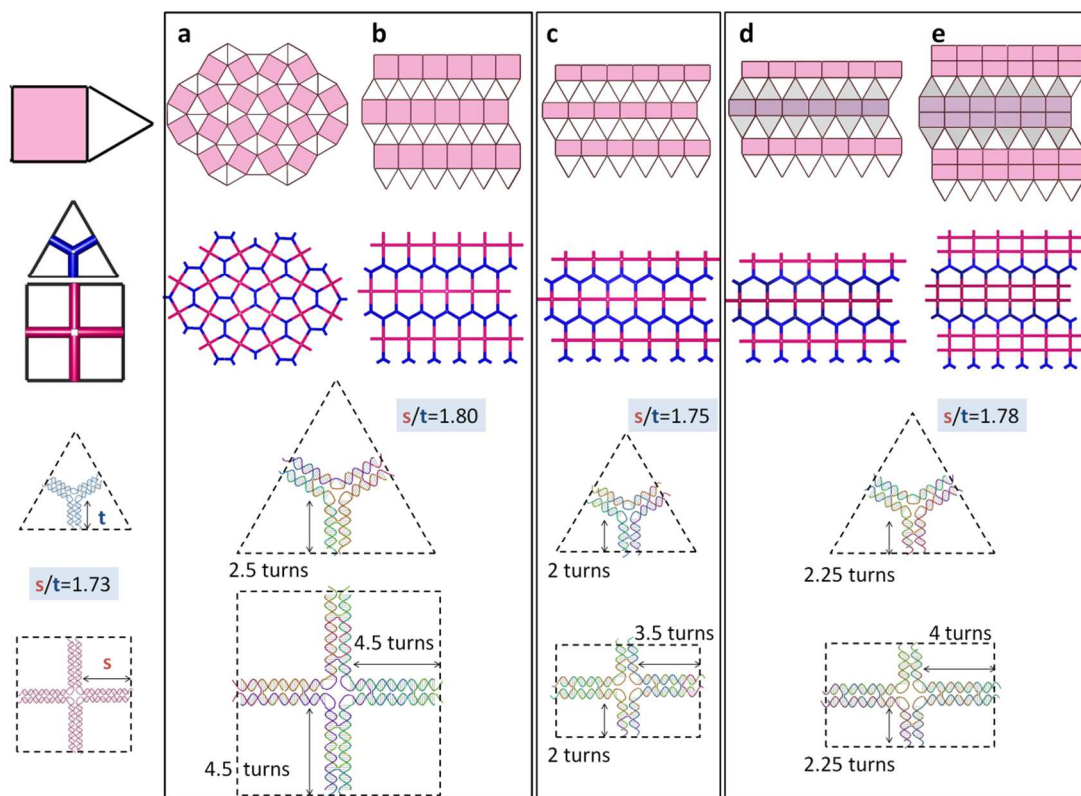 a
b
c
d
e
s/t=1.80
s/t=1.75
s/t=1.78
t
2.5 turns
2 turns
2.25 turns
s/t=1.73
s
4.5 turns
3.5 turns
4 turns
4.5 turns
2 turns
2.25 turns